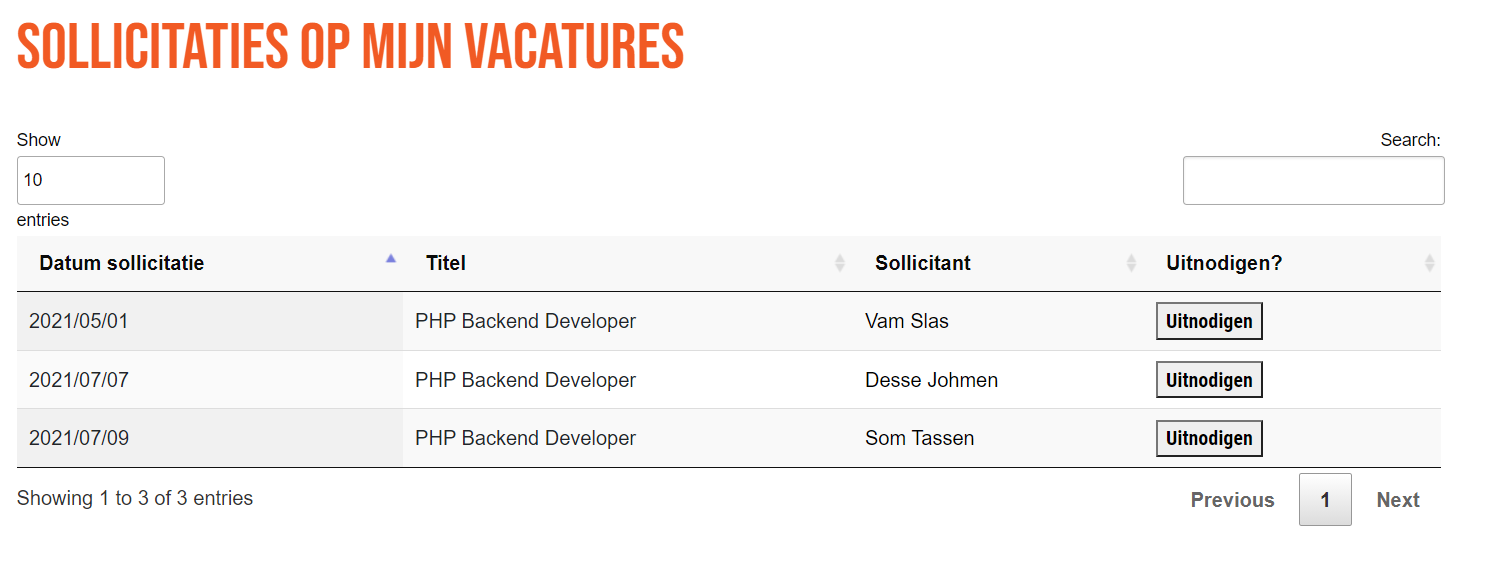 SOLLICITATIES OP MIJN VACATURES
Show
10
entries
Search:
Datum sollicitatie Titel Sollicitant Uitnodigen?
2021/05/01 PHP Backend Developer Vam Slas Uitnodigen
2021/07/07 PHP Backend Developer Desse Johmen Uitnodigen
2021/07/09 PHP Backend Developer Som Tassen Uitnodigen
Showing 1 to 3 of 3 entries Previous 1 Next